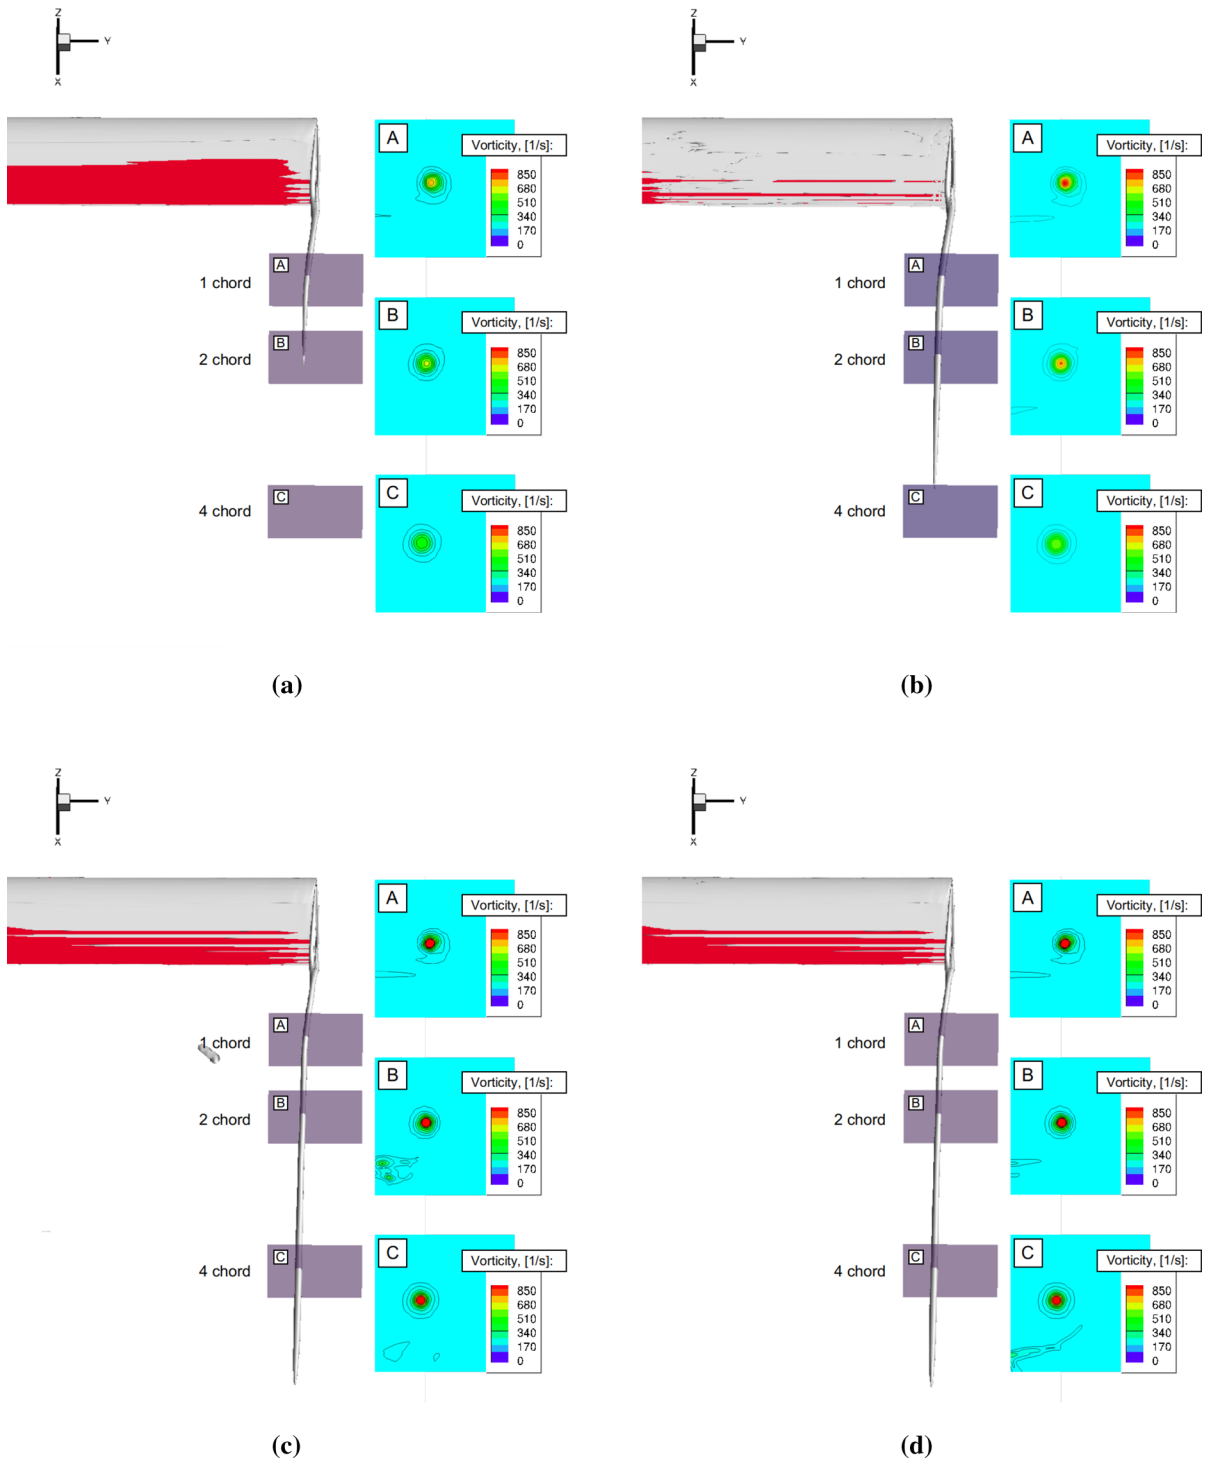 Z
Y
X
A
Vorticity, [1/s]:
850
680
510
340
170
0
A
1 chord
B
Vorticity, [1/s]:
850
680
510
340
170
0
B
2 chord
C
Vorticity, [1/s]:
850
680
510
340
170
0
C
4 chord
(a)
Z
Y
X
A
Vorticity, [1/s]:
850
680
510
340
170
0
A
1 chord
B
Vorticity, [1/s]:
850
680
510
340
170
0
B
2 chord
C
Vorticity, [1/s]:
850
680
510
340
170
0
C
4 chord
(b)
Z
Y
X
A
Vorticity, [1/s]:
850
680
510
340
170
0
A
1 chord
B
Vorticity, [1/s]:
850
680
510
340
170
0
B
2 chord
C
Vorticity, [1/s]:
850
680
510
340
170
0
C
4 chord
(c)
Z
Y
X
A
Vorticity, [1/s]:
850
680
510
340
170
0
A
1 chord
B
Vorticity, [1/s]:
850
680
510
340
170
0
B
2 chord
C
Vorticity, [1/s]:
850
680
510
340
170
0
C
4 chord
(d)